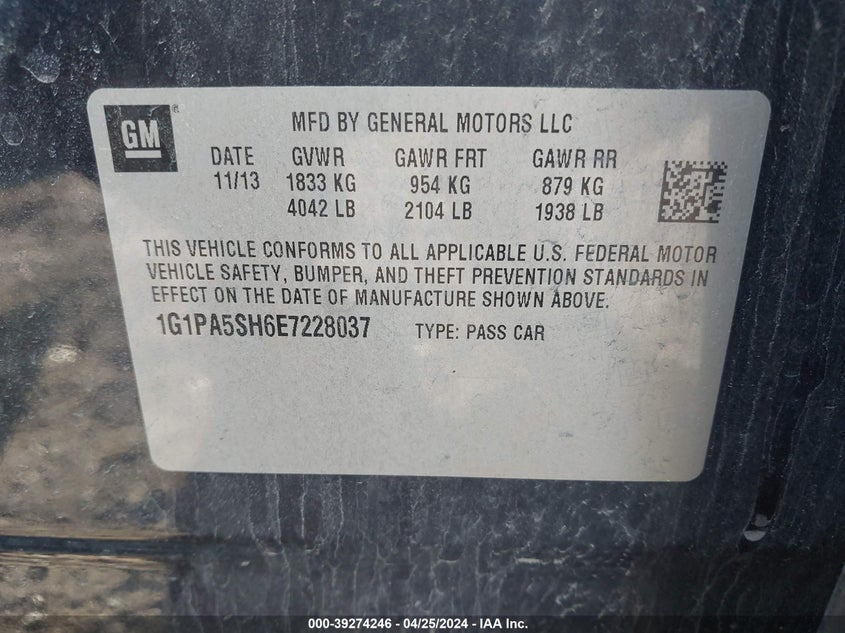 GM ®
MFD BY GENERAL MOTORS LLC
DATE GVWR GAWR FRT GAWR RR
11/13 1833 KG 954 KG 879 KG
4042 LB 2104 LB 1938 LB
THIS VEHICLE CONFORMS TO ALL APPLICABLE U.S. FEDERAL MOTOR
VEHICLE SAFETY, BUMPER, AND THEFT PREVENTION STANDARDS IN
EFFECT ON THE DATE OF MANUFACTURE SHOWN ABOVE.
1G1PA5SH6E7228037 TYPE: PASS CAR
000-39274246 - 04/25/2024 - IAA Inc.